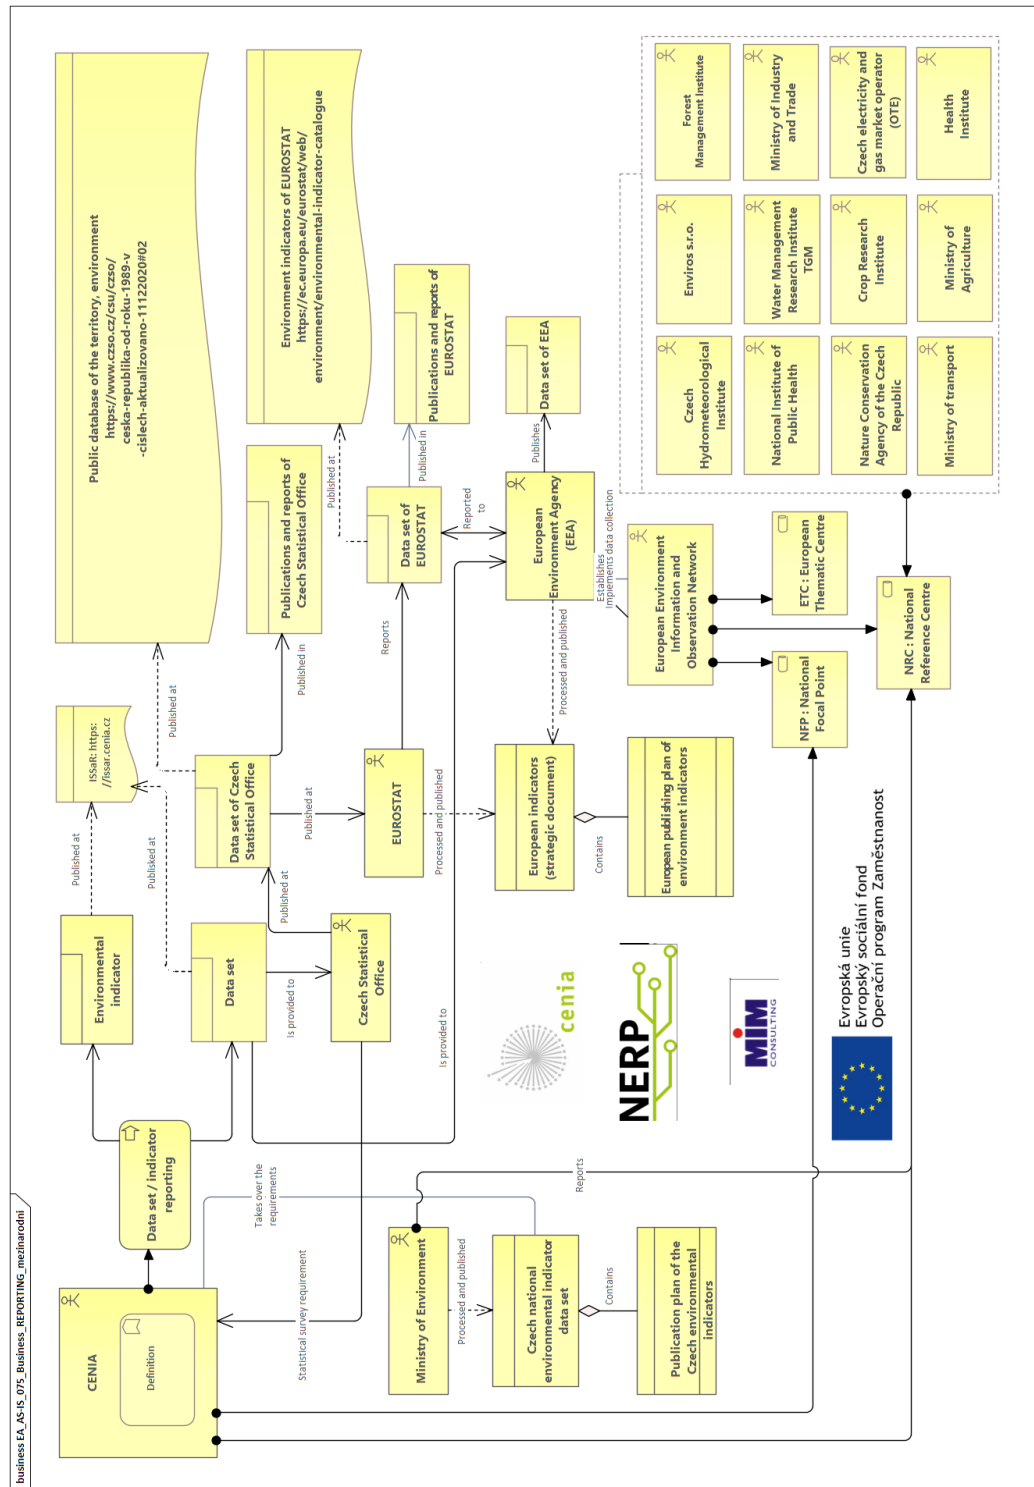 business EA_AS-IS_075_Business_REPORTING_mezinarodni
CENIA
Definition
Data set / indicator
reporting
Environmental
indicator
Published at
ISSaR: https:
//issar.cenia.cz
Published at
Public database of the territory, environment
https://www.czso.cz/csu/czso/
ceska-republika-od-roku-1989-v
-cislech-aktualizovano-11122020#02
Data set
Is provided to
Czech Statistical
Office
Published at
Data set of Czech
Statistical Office
Published at
Published in
Publications and reports of
Czech Statistical Office
Published at
Environment indicators of EUROSTAT
https://ec.europa.eu/eurostat/web/
environment/environmental-indicator-catalogue
Takes over the
requirements
Statistical survey requirement
Is provided to
EUROSTAT
Processed and published
Reports
Data set of
EUROSTAT
Published at
Published in
Publications and reports of
EUROSTAT
Reported
to
Ministry of Environment
Processed and published
Reports
Czech national
environmental indicator
data set
Contains
Publication plan of the
Czech environmental
indicators
European indicators
(strategic document)
Contains
European publishing plan of
environment indicators
Processed and published
European
Environment Agency
(EEA)
Publishes
Data set of EEA
Establishes
Implements data collection
European Environment
Information and
Observation Network
NFP : National
Focal Point
ETC : European
Thematic Centre
NRC : National
Reference Centre
Czech
Hydrometeorological
Institute
Enviros s.r.o.
Forest
Management Institute
National Institute of
Public Health
Water Management
Research Institute
TGM
Ministry of Industry
and Trade
Nature Conservation
Agency of the Czech
Republic
Crop Research
Institute
Czech electricity and
gas market operator
(OTE)
Ministry of transport
Ministry of
Agriculture
Health
Institute
cenia
NERP
MiM
CONSULTING
Evropská unie
Evropský sociální fond
Operační program Zaměstnanost